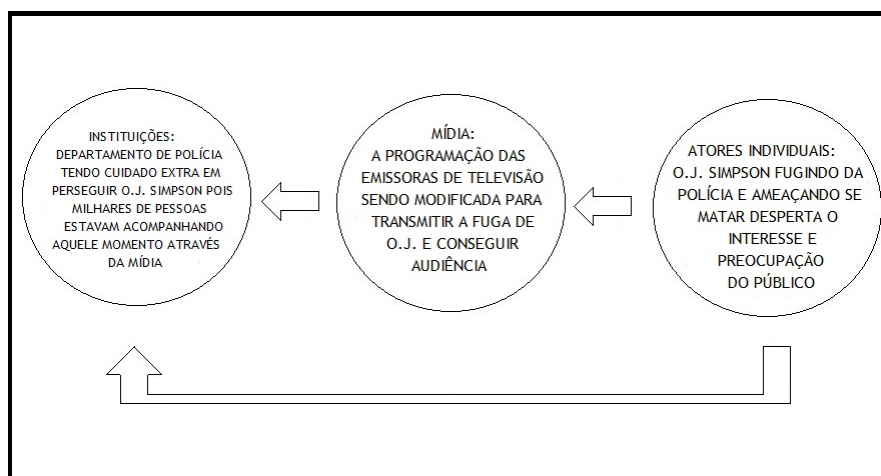 INSTITUIÇÕES:
DEPARTAMENTO DE POLÍCIA
TENDO CUIDADO EXTRA EM
PERSEGUIR O.J. SIMPSON POIS
MILHARES DE PESSOAS
ESTAVAM ACOMPANHANDO
AQUELE MOMENTO ATRAVÉS
DA MÍDIA
MÍDIA:
A PROGRAMAÇÃO DAS
EMISSORAS DE TELEVISÃO
SENDO MODIFICADA PARA
TRANSMITIR A FUGA DE
O.J. E CONSEGUIR
AUDIÊNCIA
ATORES INDIVIDUAIS:
O.J. SIMPSON FUGINDO DA
POLÍCIA E AMEAÇANDO SE
MATAR DESPERTA O
INTERESSE E
PREOCUPAÇÃO
DO PÚBLICO